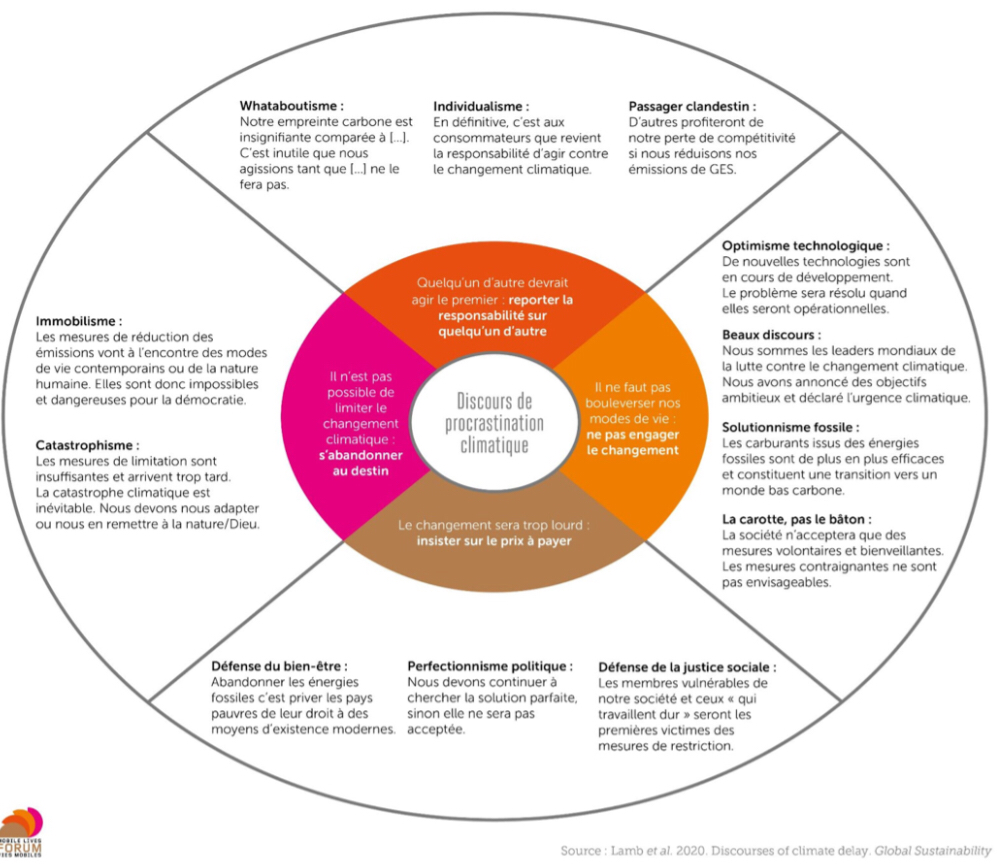 Whataboutisme :
Notre empreinte carbone est
insignifiante comparée à [...].
C'est inutile que nous
agissions tant que [...] ne le
fera pas.
Individualisme :
En définitive, c'est aux
consommateurs que revient
la responsabilité d'agir contre
le changement climatique.
Passager clandestin :
D'autres profiteront de
notre perte de compétitivité
si nous réduisons nos
émissions de GES.
Optimisme technologique :
De nouvelles technologies sont
en cours de développement.
Le problème sera résolu quand
elles seront opérationnelles.
Beaux discours :
Nous sommes les leaders mondiaux de
la lutte contre le changement climatique.
Nous avons annoncé des objectifs
ambitieux et déclaré l'urgence climatique.
Solutionnisme fossile :
Les carburants issus des énergies
fossiles sont de plus en plus efficaces
et constituent une transition vers un
monde bas carbone.
La carotte, pas le bâton :
La société n'acceptera que des
mesures volontaires et bienveillantes.
Les mesures contraignantes ne sont
pas envisageables.
Immobilisme :
Les mesures de réduction des
émissions vont à l'encontre des modes
de vie contemporains ou de la nature
humaine. Elles sont donc impossibles
et dangereuses pour la démocratie.
Catastrophisme :
Les mesures de limitation sont
insuffisantes et arrivent trop tard.
La catastrophe climatique est
inévitable. Nous devons nous adapter
ou nous en remettre à la nature/Dieu.
Quelqu'un d'autre devrait
agir le premier : reporter la
responsabilité sur
quelqu'un d'autre
Il n'est pas
possible de
limiter le
changement
climatique :
s'abandonner
au destin
Discours de
procrastination
climatique
Il ne faut pas
bouleverser nos
modes de vie :
ne pas engager
le changement
Le changement sera trop lourd :
insister sur le prix à payer
Défense du bien-être :
Abandonner les énergies
fossiles c'est priver les pays
pauvres de leur droit à des
moyens d'existence modernes.
Perfectionnisme politique :
Nous devons continuer à
chercher la solution parfaite,
sinon elle ne sera pas
acceptée.
Défense de la justice sociale :
Les membres vulnérables de
notre société et ceux « qui
travaillent dur » seront les
premières victimes des
mesures de restriction.
MOBILE LIVES
FORUM
VIES MOBILES
Source : Lamb et al. 2020. Discourses of climate delay. Global Sustainability